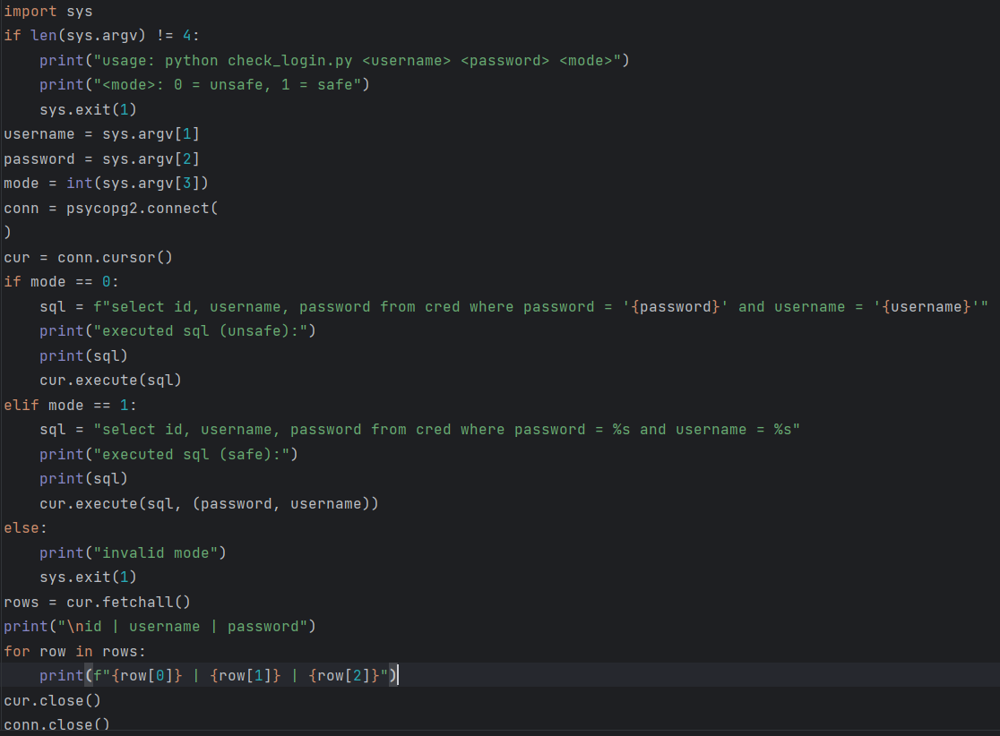 import sys
if len(sys.argv) != 4:
    print("usage: python check_login.py <username> <password> <mode>")
    print("<mode>: 0 = unsafe, 1 = safe")
    sys.exit(1)
username = sys.argv[1]
password = sys.argv[2]
mode = int(sys.argv[3])
conn = psycopg2.connect(
)
cur = conn.cursor()
if mode == 0:
    sql = f"select id, username, password from cred where password = '{password}' and username = '{username}'"
    print("executed sql (unsafe):")
    print(sql)
    cur.execute(sql)
elif mode == 1:
    sql = "select id, username, password from cred where password = %s and username = %s"
    print("executed sql (safe):")
    print(sql)
    cur.execute(sql, (password, username))
else:
    print("invalid mode")
    sys.exit(1)
rows = cur.fetchall()
print("\nid | username | password")
for row in rows:
    print(f"{row[0]} | {row[1]} | {row[2]}")
cur.close()
conn.close()